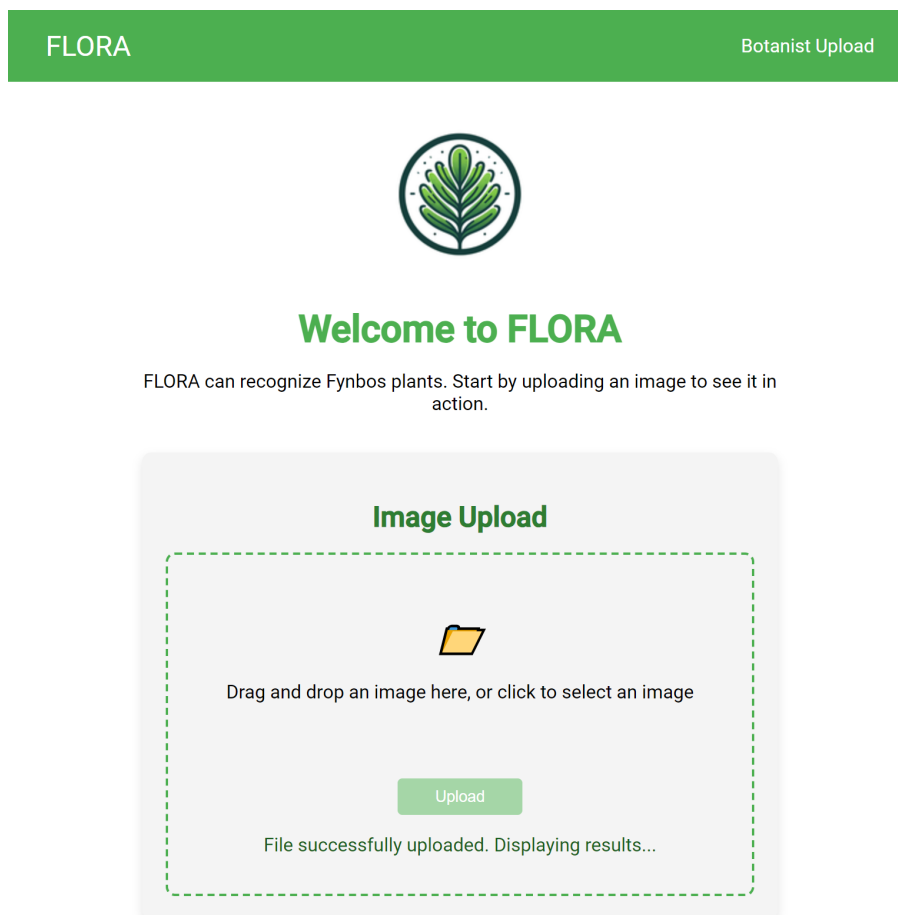 FLORA
Botanist Upload
Welcome to FLORA
FLORA can recognize Fynbos plants. Start by uploading an image to see it in
action.
Image Upload
Drag and drop an image here, or click to select an image
Upload
File successfully uploaded. Displaying results...